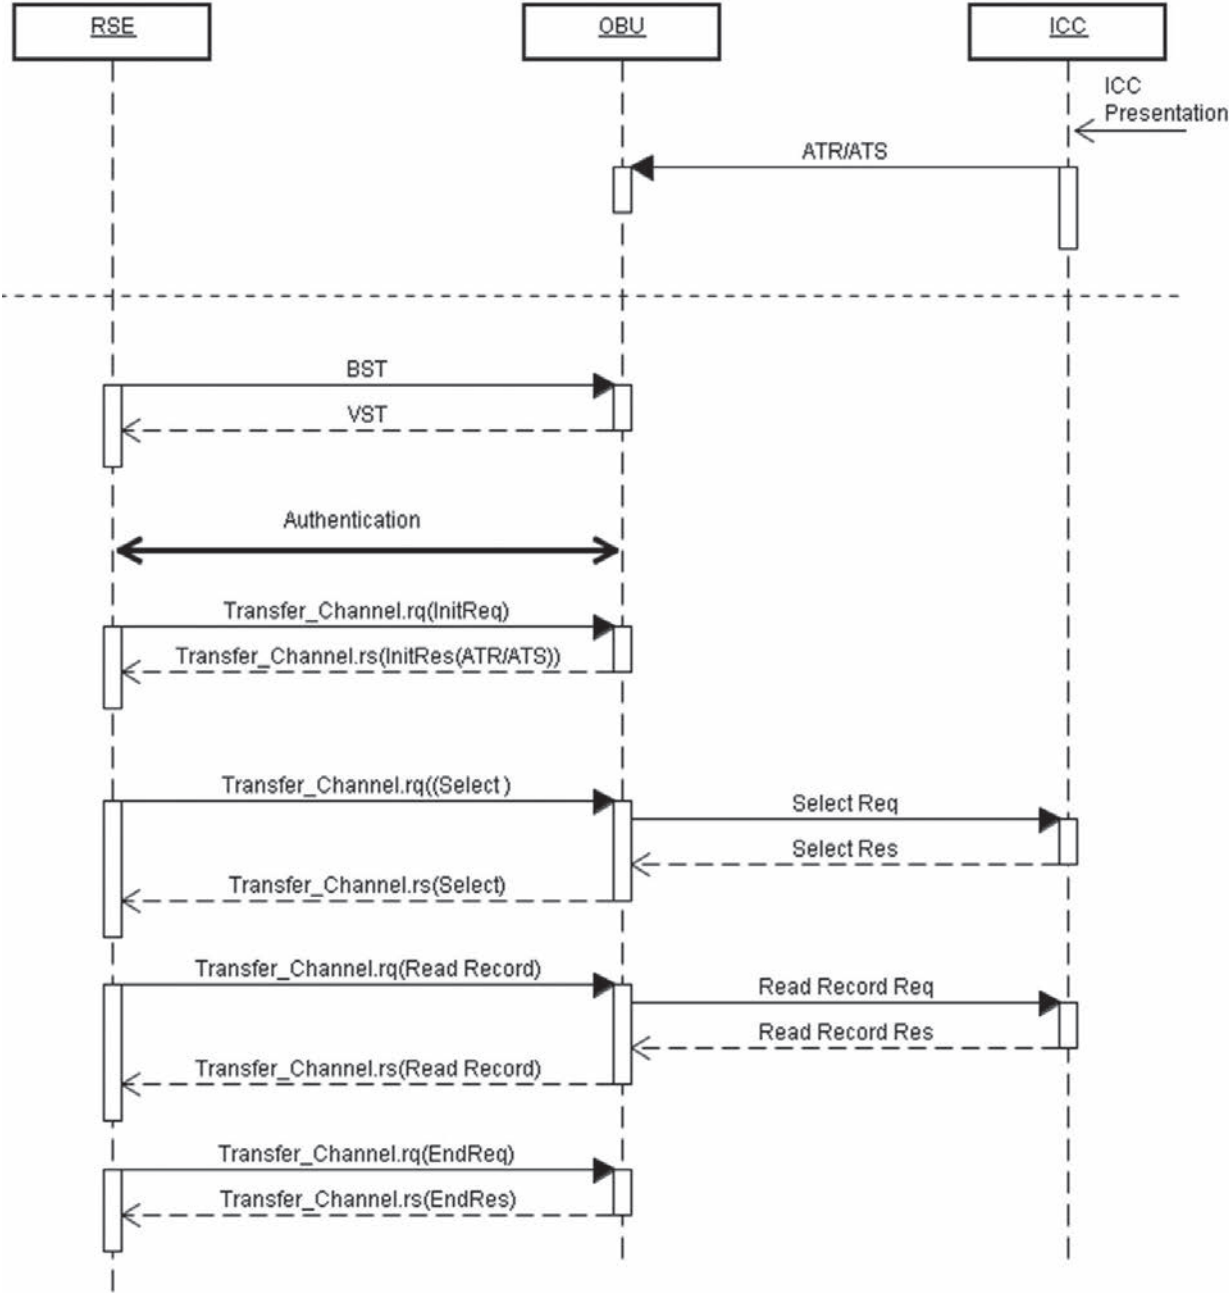 RSE
OBU
ICC
ICC
Presentation
ATR/ATS
BST
VST
Authentication
Transfer_Channel.rq(InitReq)
Transfer_Channel.rs(InitRes(ATR/ATS))
Transfer_Channel.rq((Select )
Select Req
Select Res
Transfer_Channel.rs(Select)
Transfer_Channel.rq(Read Record)
Read Record Req
Read Record Res
Transfer_Channel.rs(Read Record)
Transfer_Channel.rq(EndReq)
Transfer_Channel.rs(EndRes)